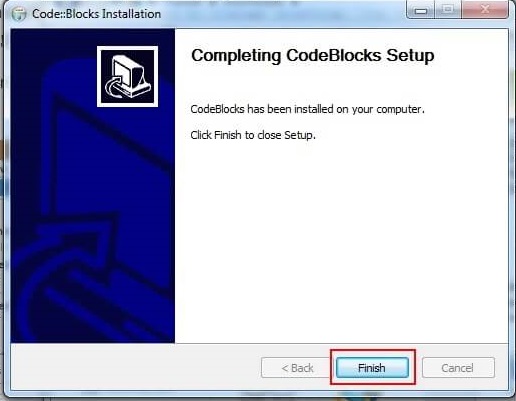 Code::Blocks Installation
Completing CodeBlocks Setup
CodeBlocks has been installed on your computer.
Click Finish to close Setup.
< Back
Finish
Cancel